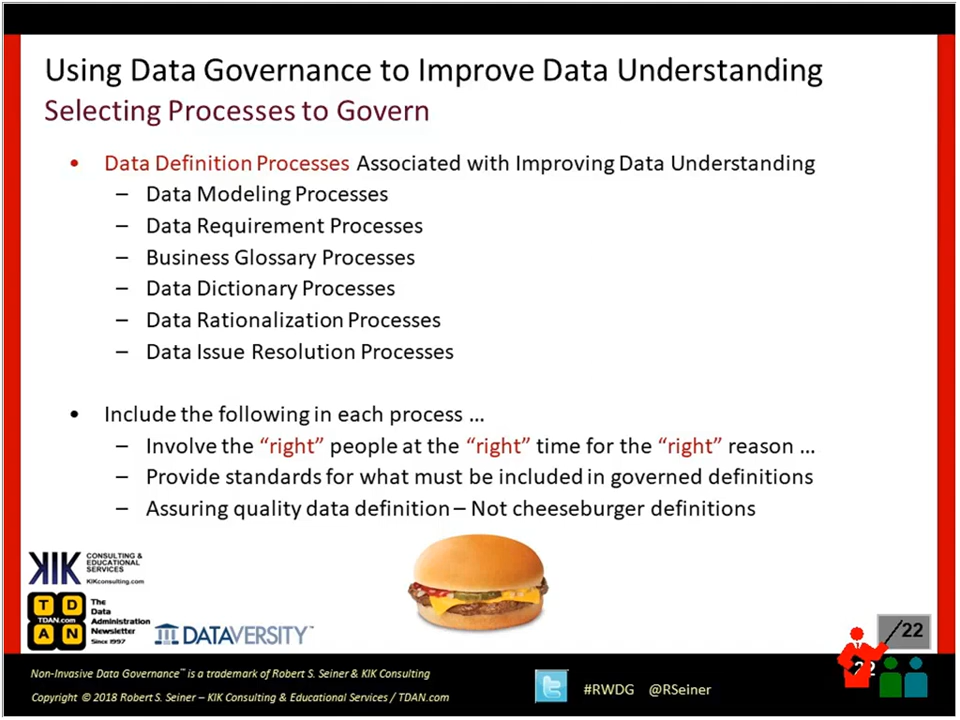 Using Data Governance to Improve Data Understanding
Selecting Processes to Govern
• Data Definition Processes Associated with Improving Data Understanding
– Data Modeling Processes
– Data Requirement Processes
– Business Glossary Processes
– Data Dictionary Processes
– Data Rationalization Processes
– Data Issue Resolution Processes
• Include the following in each process …
– Involve the “right” people at the “right” time for the “right” reason …
– Provide standards for what must be included in governed definitions
– Assuring quality data definition – Not cheeseburger definitions
KIK
CONSULTING &
EDUCATIONAL
SERVICES
KIKconsulting.com
T D
TDAN.com
A N
The
Data
Administration
Newsletter
Since 1997
DATAVERSITY™
/22
22
Non-Invasive Data Governance™ is a trademark of Robert S. Seiner & KIK Consulting
Copyright © 2018 Robert S. Seiner – KIK Consulting & Educational Services / TDAN.com
#RWDG @RSeiner